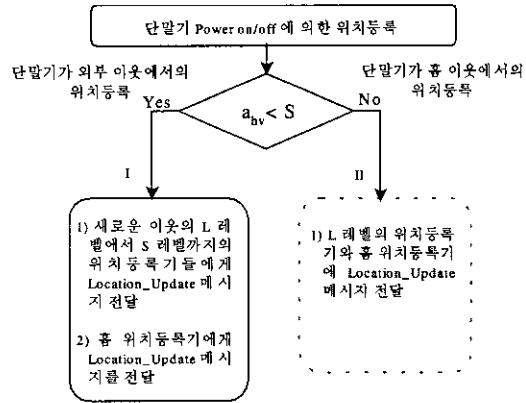 단말기 Power on/off 에 의한 위치등록
단말기가 외부 이웃에서의
위치등록
단말기가 홈 이웃에서의
위치등록
Yes
No
a_hv < S
I
II
1) 새로운 이웃의 L 레
벨에서 S 레벨까지의
위치등록기들에게
Location_Update 메시
지 전달
2) 홈 위치등록기에게
Location_Update 메시
지를 전달
1) L 레벨의 위치등록
기와 홈 위치등록기
에 Location_Update
메시지 전달